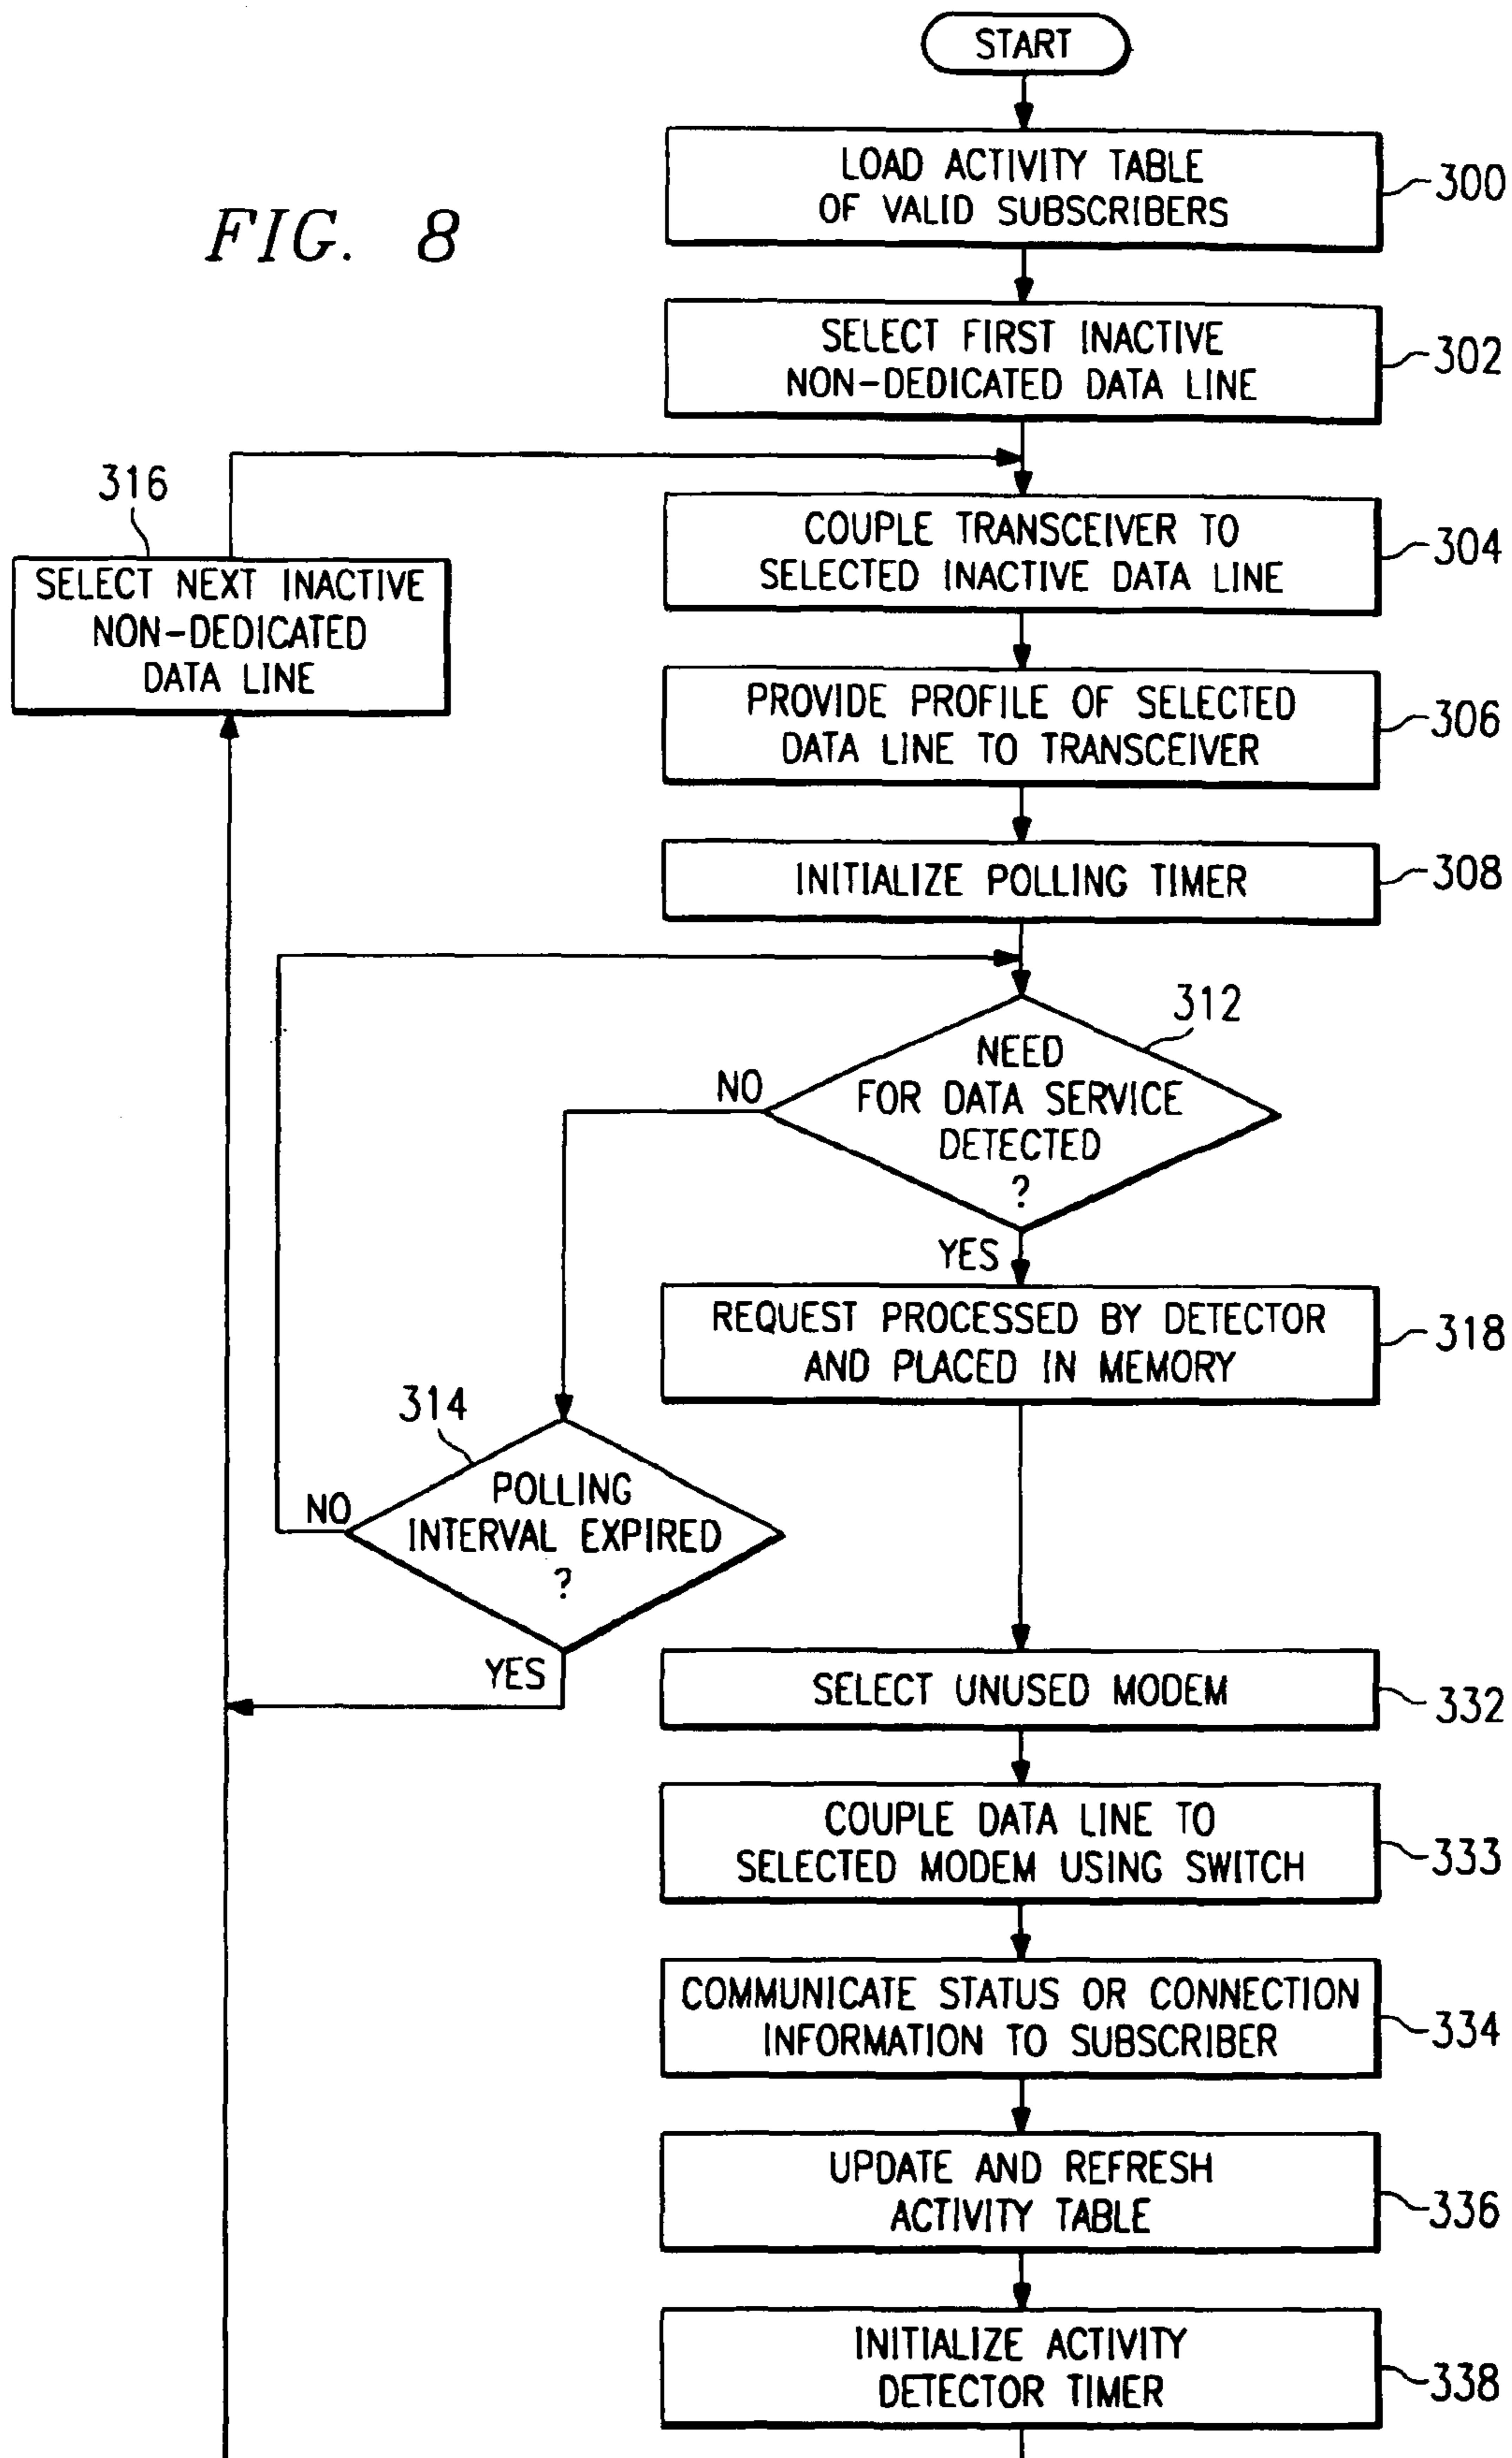 START
LOAD ACTIVITY TABLE
OF VALID SUBSCRIBERS
300
FIG. 8
SELECT FIRST INACTIVE
NON-DEDICATED DATA LINE
302
316
SELECT NEXT INACTIVE
NON-DEDICATED
DATA LINE
COUPLE TRANSCEIVER TO
SELECTED INACTIVE DATA LINE
304
PROVIDE PROFILE OF SELECTED
DATA LINE TO TRANSCEIVER
306
INITIALIZE POLLING TIMER
308
312
NEED
FOR DATA SERVICE
DETECTED
?
NO
YES
REQUEST PROCESSED BY DETECTOR
AND PLACED IN MEMORY
318
314
POLLING
INTERVAL EXPIRED
?
NO
YES
SELECT UNUSED MODEM
332
COUPLE DATA LINE TO
SELECTED MODEM USING SWITCH
333
COMMUNICATE STATUS OR CONNECTION
INFORMATION TO SUBSCRIBER
334
UPDATE AND REFRESH
ACTIVITY TABLE
336
INITIALIZE ACTIVITY
DETECTOR TIMER
338